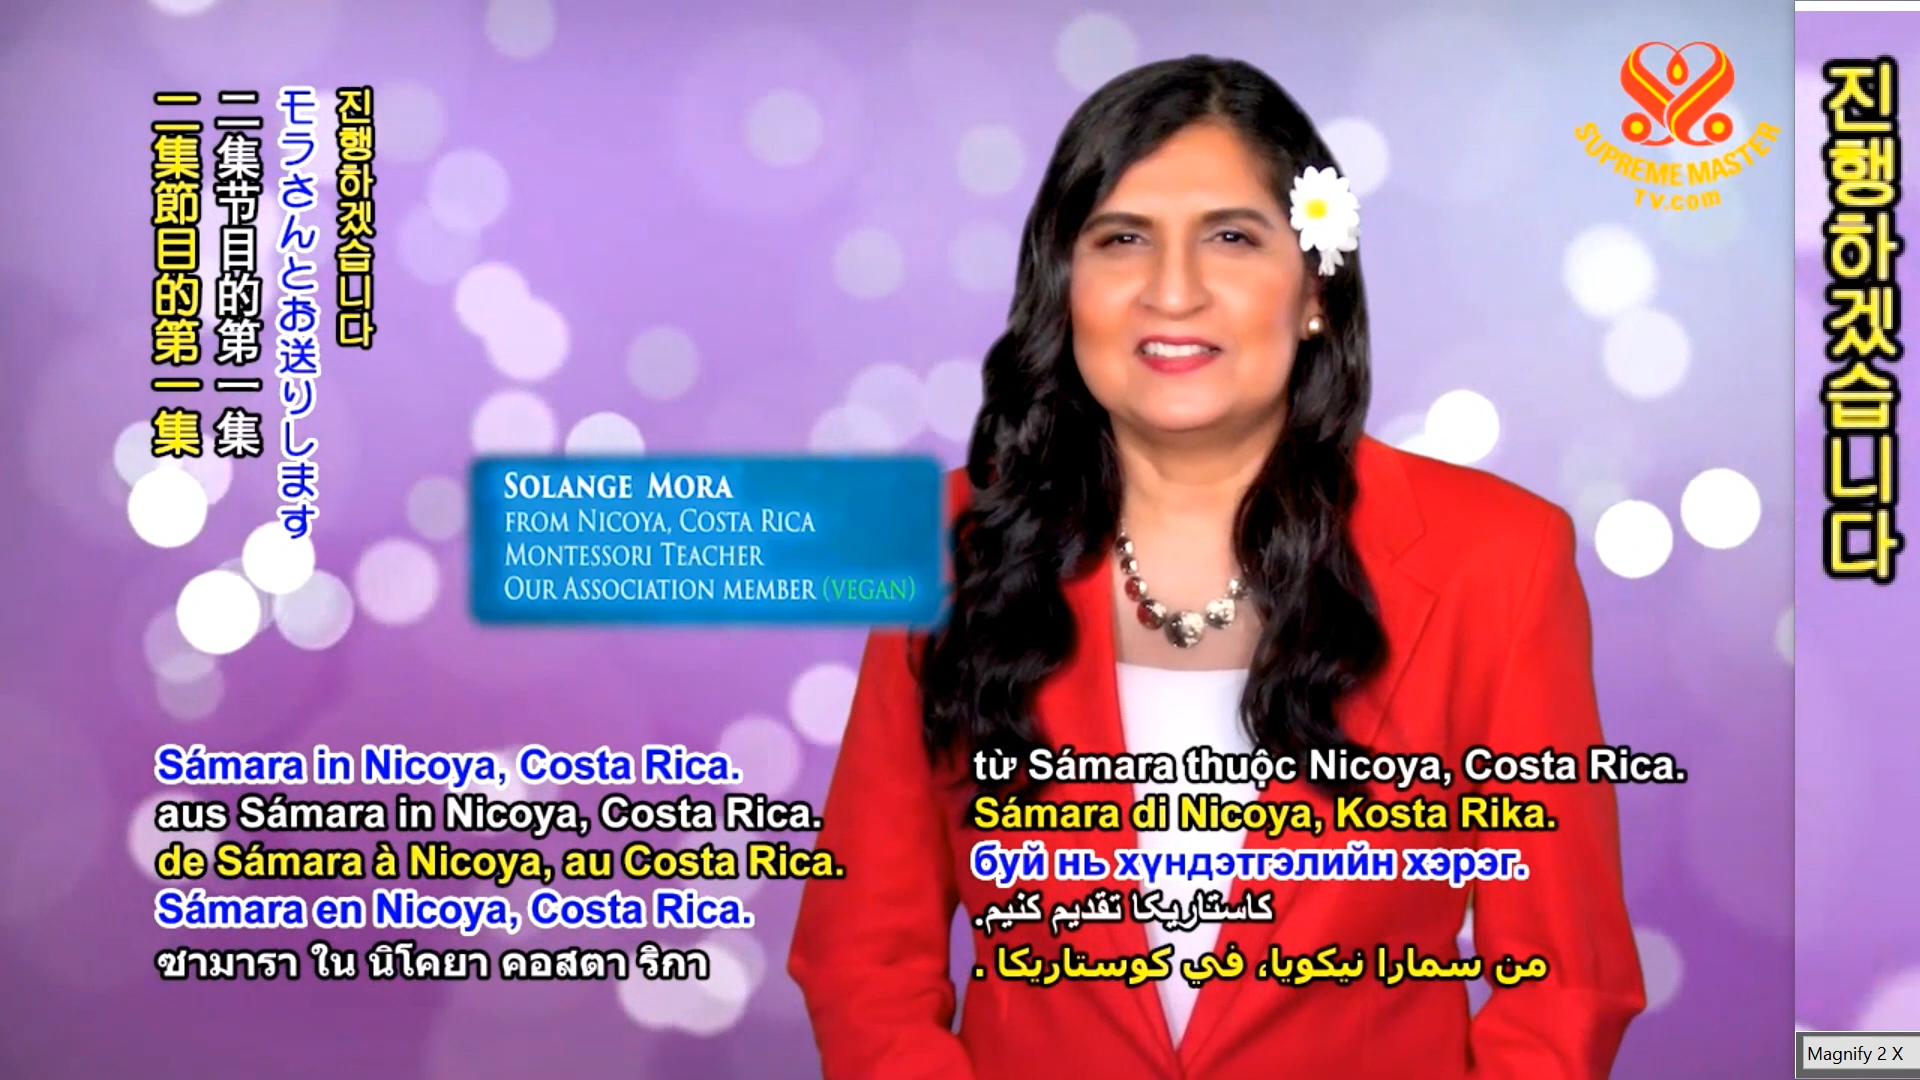 一集節目的第一集
二集节目的第一集
モラさんとお送りします
진행하겠습니다
SUPREME MASTER
TV.com
진행하겠습니다
SOLANGE MORA
FROM NICOYA, COSTA RICA
MONTESSORI TEACHER
OUR ASSOCIATION MEMBER (VEGAN)
Sámara in Nicoya, Costa Rica.
aus Sámara in Nicoya, Costa Rica.
de Sámara à Nicoya, au Costa Rica.
Sámara en Nicoya, Costa Rica.
ซามารา ใน นิโคยา คอสตา ริกา
từ Sámara thuộc Nicoya, Costa Rica.
Sámara di Nicoya, Kosta Rika.
буй нь хүндэтгэлийн хэрэг.
کاستاریکا تقدیم کنیم.
من سمارا نيكويا، في كوستاريكا .
Magnify 2 X